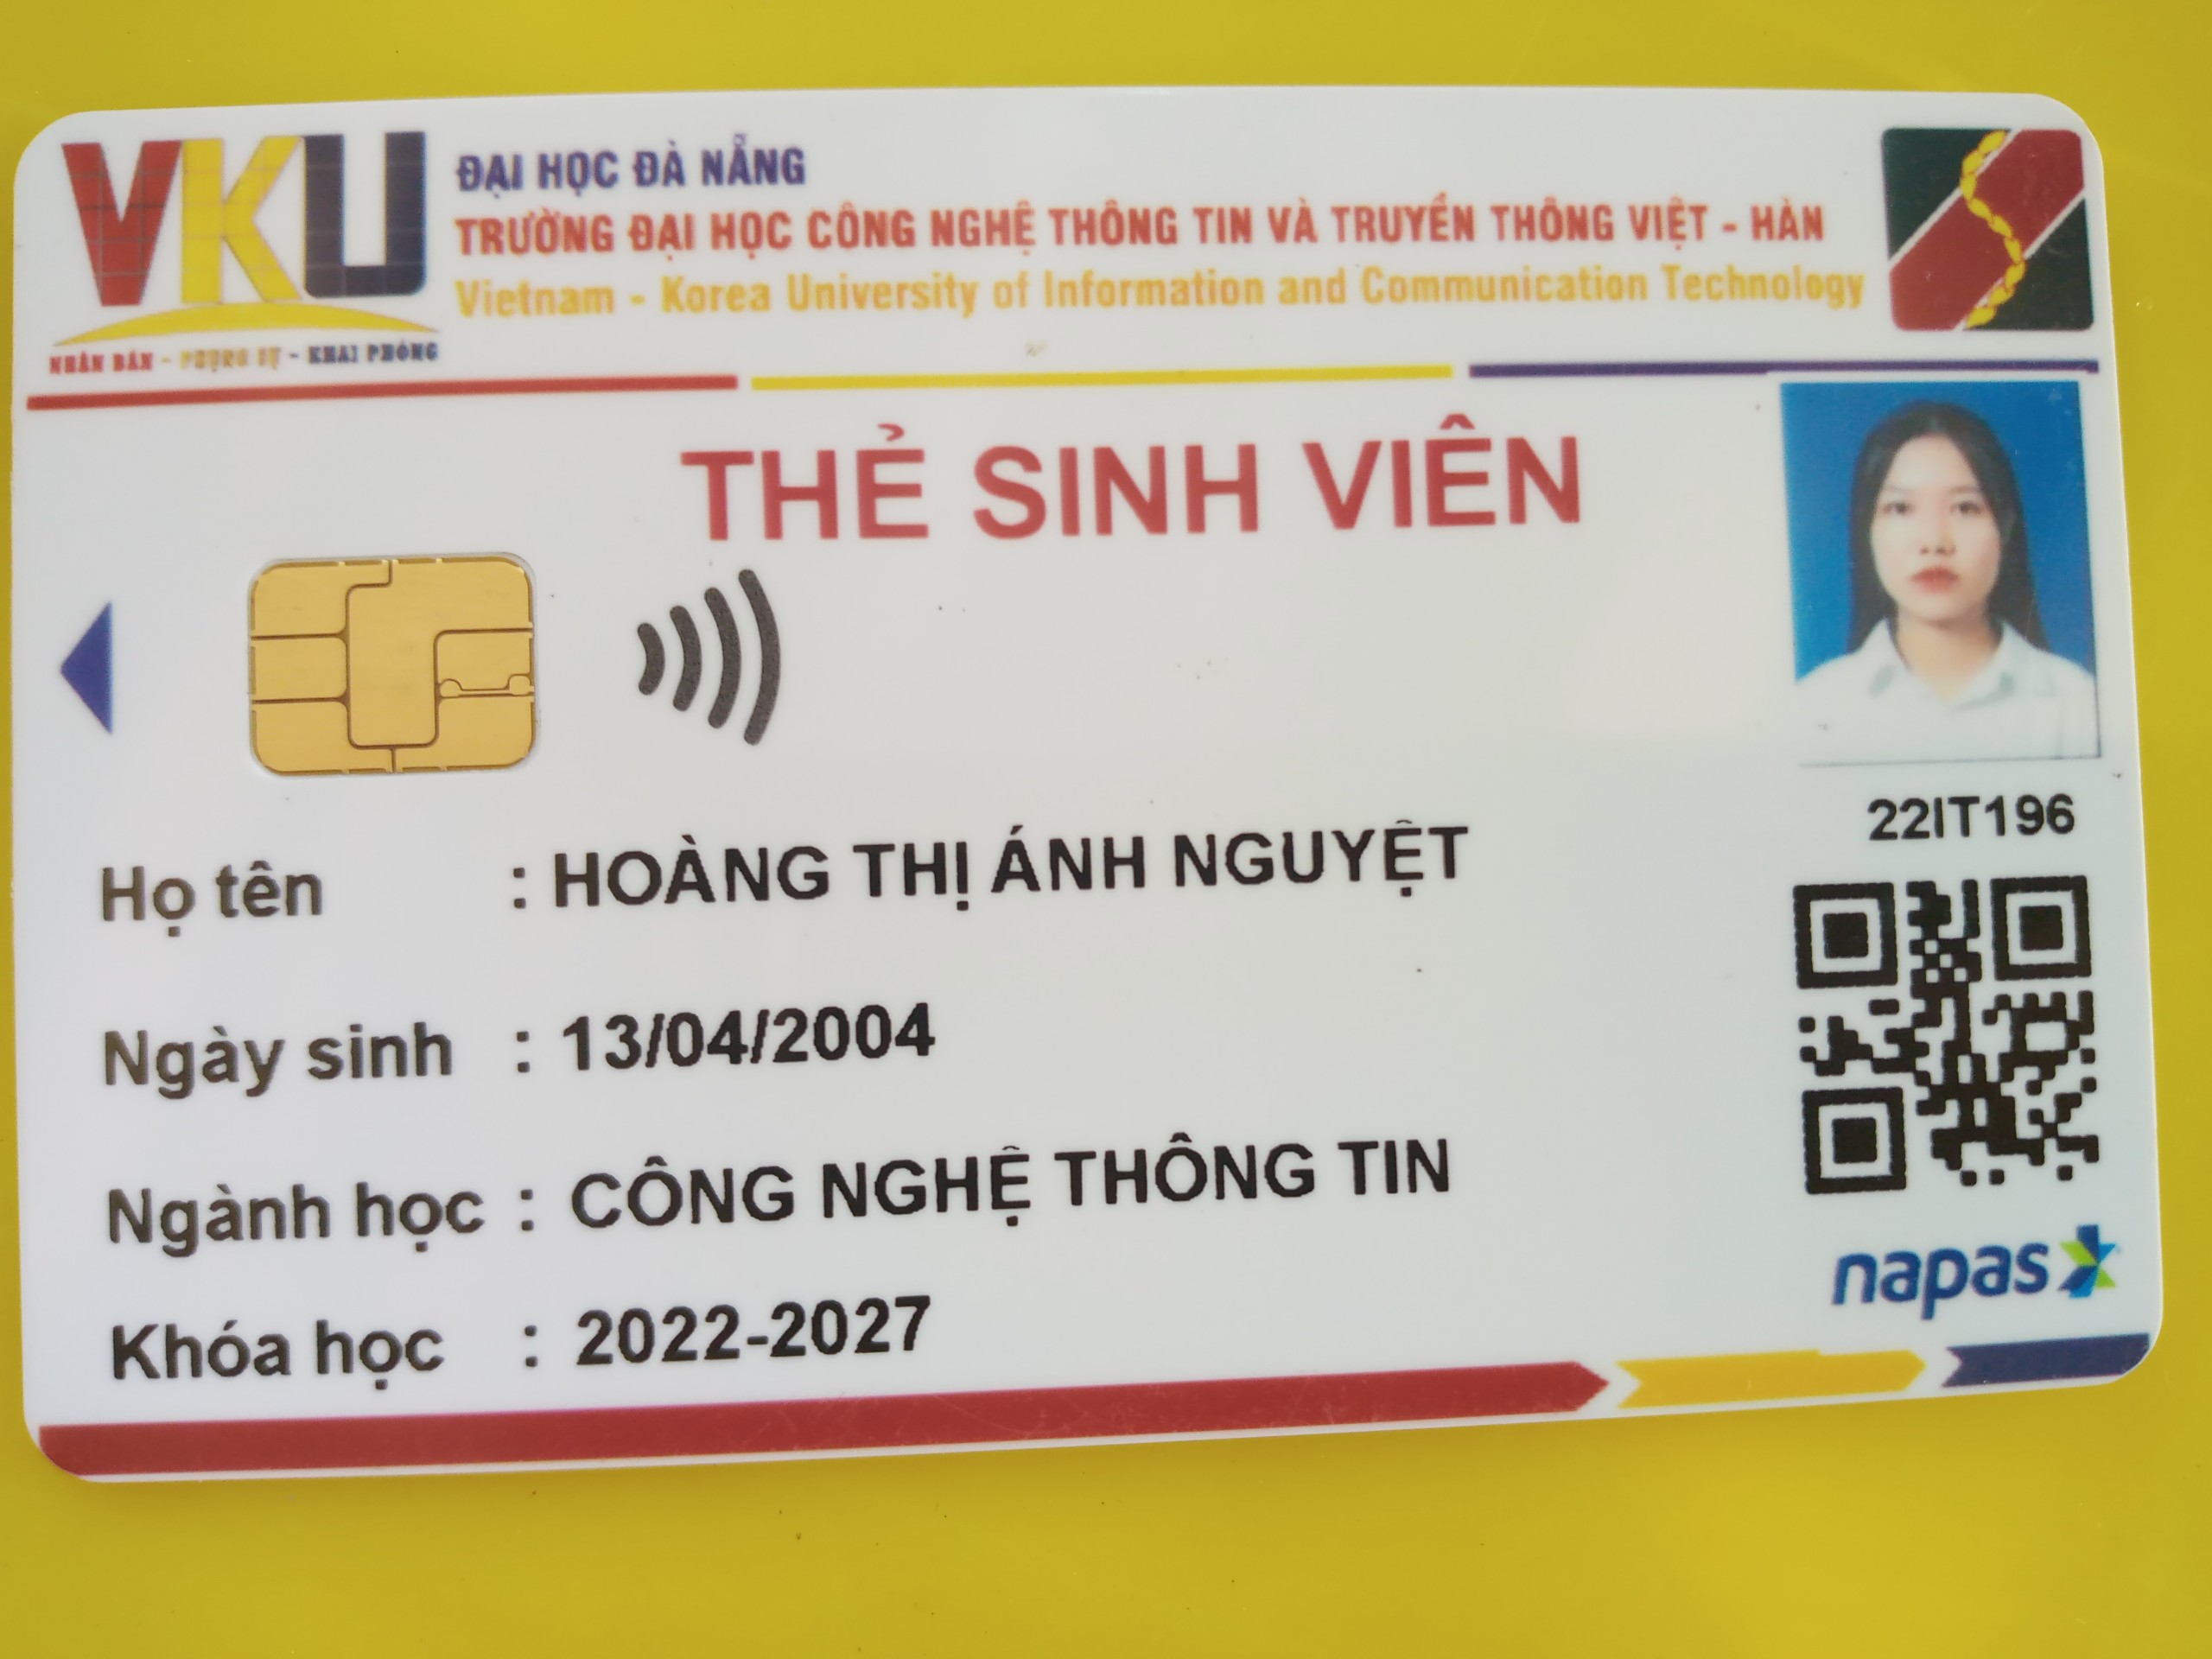 VKU
NHÂN BẢN - PHỤNG SỰ - KHAI PHÓNG
ĐẠI HỌC ĐÀ NẴNG
TRƯỜNG ĐẠI HỌC CÔNG NGHỆ THÔNG TIN VÀ TRUYỀN THÔNG VIỆT - HÀN
Vietnam - Korea University of Information and Communication Technology
THẺ SINH VIÊN
22IT196
Họ tên : HOÀNG THỊ ÁNH NGUYỆT
Ngày sinh : 13/04/2004
Ngành học : CÔNG NGHỆ THÔNG TIN
Khóa học : 2022-2027
napas